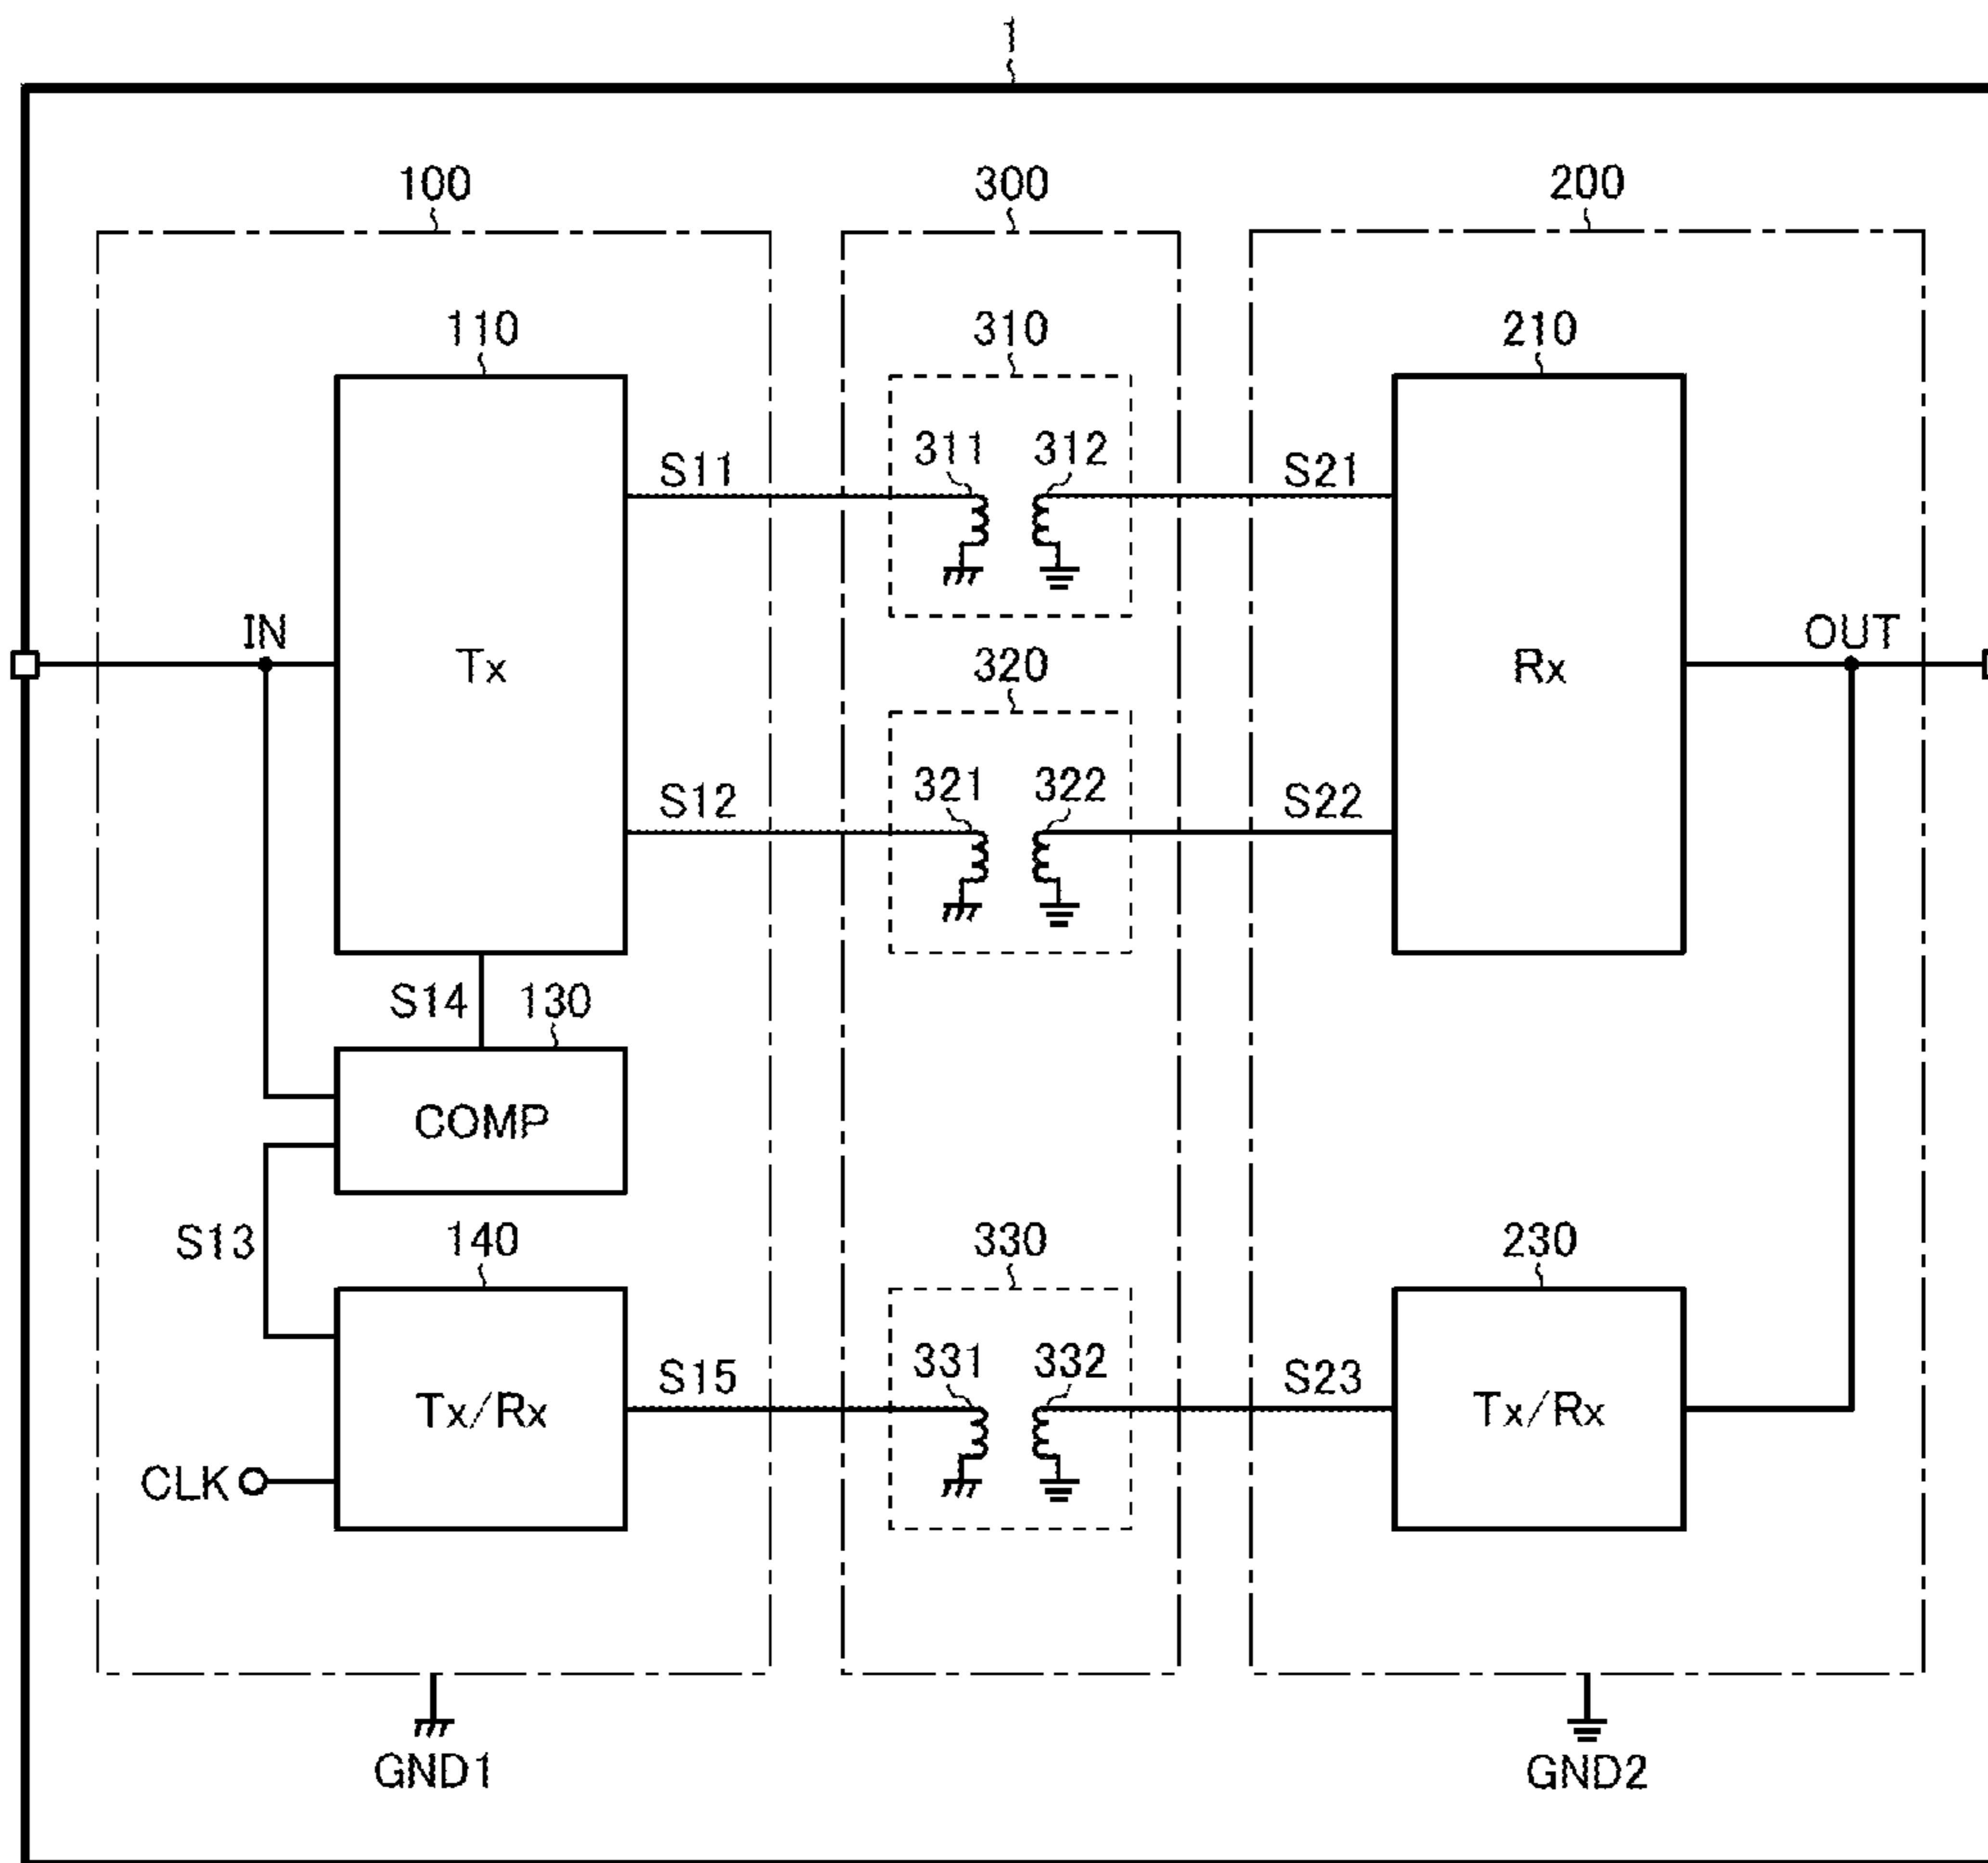 1
100
300
200
110
310
210
311
312
S11
S21
IN
Tx
Rx
OUT
320
321
322
S12
S22
S14
130
COMP
S13
140
330
230
331
332
S15
S23
Tx/Rx
Tx/Rx
CLK
GND1
GND2